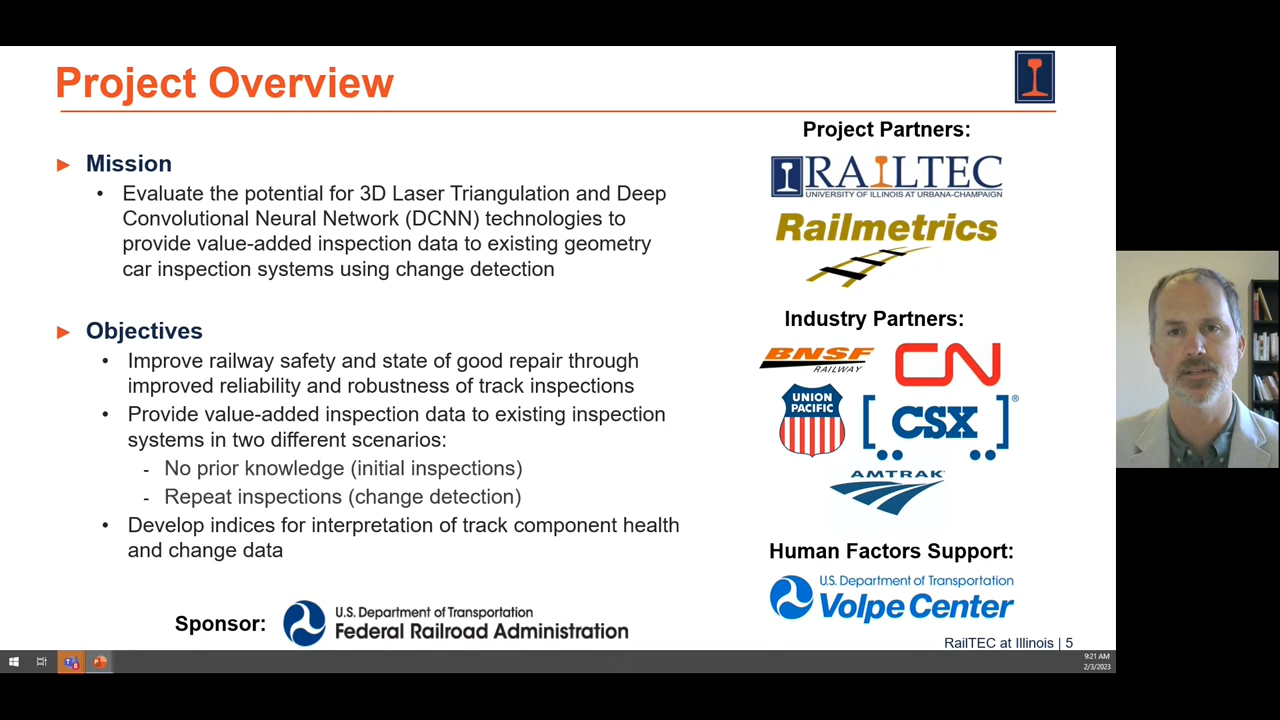 Project Overview
Mission
Evaluate the potential for 3D Laser Triangulation and Deep
Convolutional Neural Network (DCNN) technologies to
provide value-added inspection data to existing geometry
car inspection systems using change detection
Objectives
Improve railway safety and state of good repair through
improved reliability and robustness of track inspections
Provide value-added inspection data to existing inspection
systems in two different scenarios:
- No prior knowledge (initial inspections)
- Repeat inspections (change detection)
Develop indices for interpretation of track component health
and change data
Sponsor:
U.S. Department of Transportation
Federal Railroad Administration
Project Partners:
RAILTEC
UNIVERSITY OF ILLINOIS AT URBANA-CHAMPAIGN
Railmetrics
Industry Partners:
BNSF
RAILWAY
CN
UNION
PACIFIC
CSX®
AMTRAK
Human Factors Support:
U.S. Department of Transportation
Volpe Center
RailTEC at Illinois | 5
9:21 AM
2/3/2023